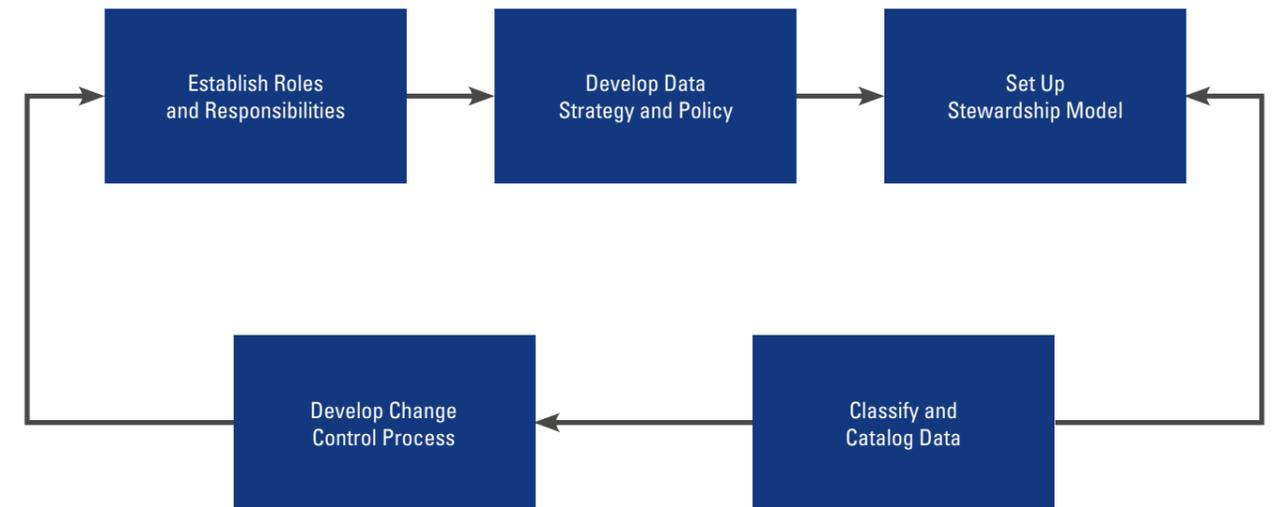 Establish Roles
and Responsibilities
Develop Data
Strategy and Policy
Set Up
Stewardship Model
Develop Change
Control Process
Classify and
Catalog Data